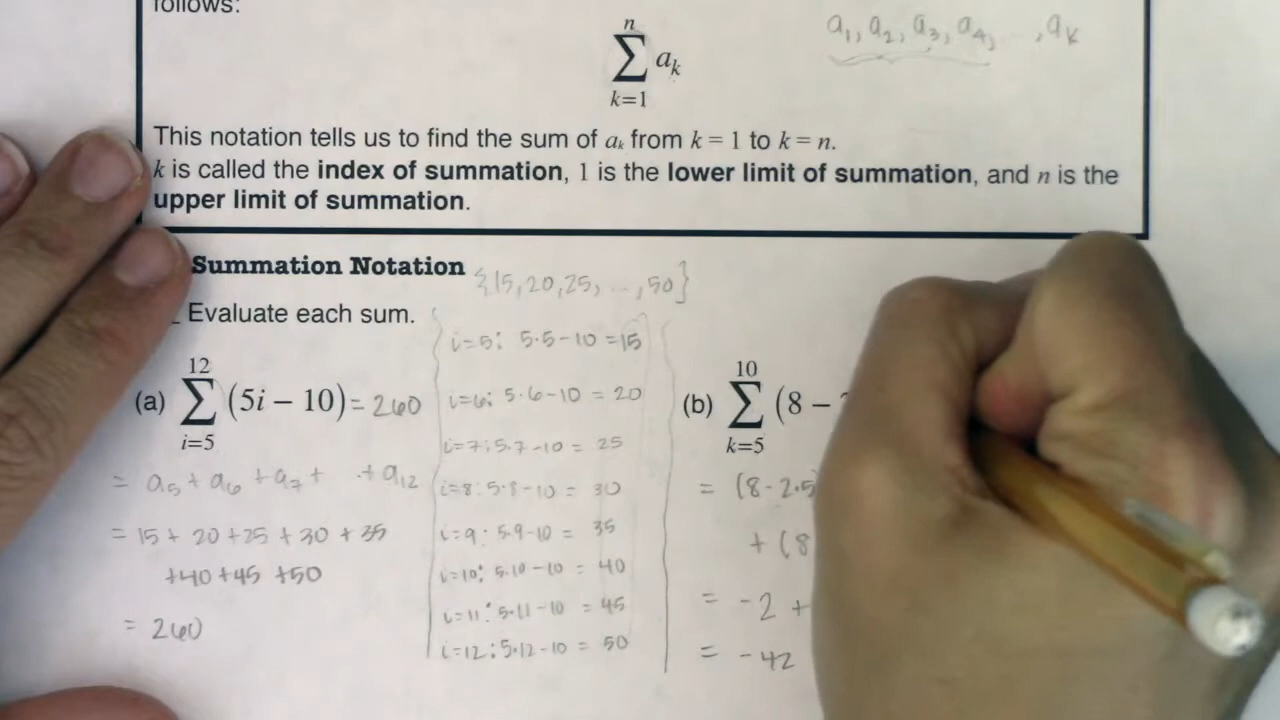 follows:
n
∑ aₖ
k=1
a₁, a₂, a₃, a₄, … , aₖ
This notation tells us to find the sum of aₖ from k = 1 to k = n.
k is called the index of summation, 1 is the lower limit of summation, and n is the
upper limit of summation.
Summation Notation
{15, 20, 25, … , 50}
Evaluate each sum.
12
(a) ∑ (5i − 10) = 260
i=5
= a₅ + a₆ + a₇ + … + a₁₂
= 15 + 20 + 25 + 30 + 35
+40 + 45 + 50
= 260
i=5: 5·5-10 = 15
i=6: 5·6-10 = 20
i=7: 5·7-10 = 25
i=8: 5·8-10 = 30
i=9: 5·9-10 = 35
i=10: 5·10-10 = 40
i=11: 5·11-10 = 45
i=12: 5·12-10 = 50
10
(b) ∑ (8 −
k=5
= (8-2·5
+ (8
= -2 +
= -42